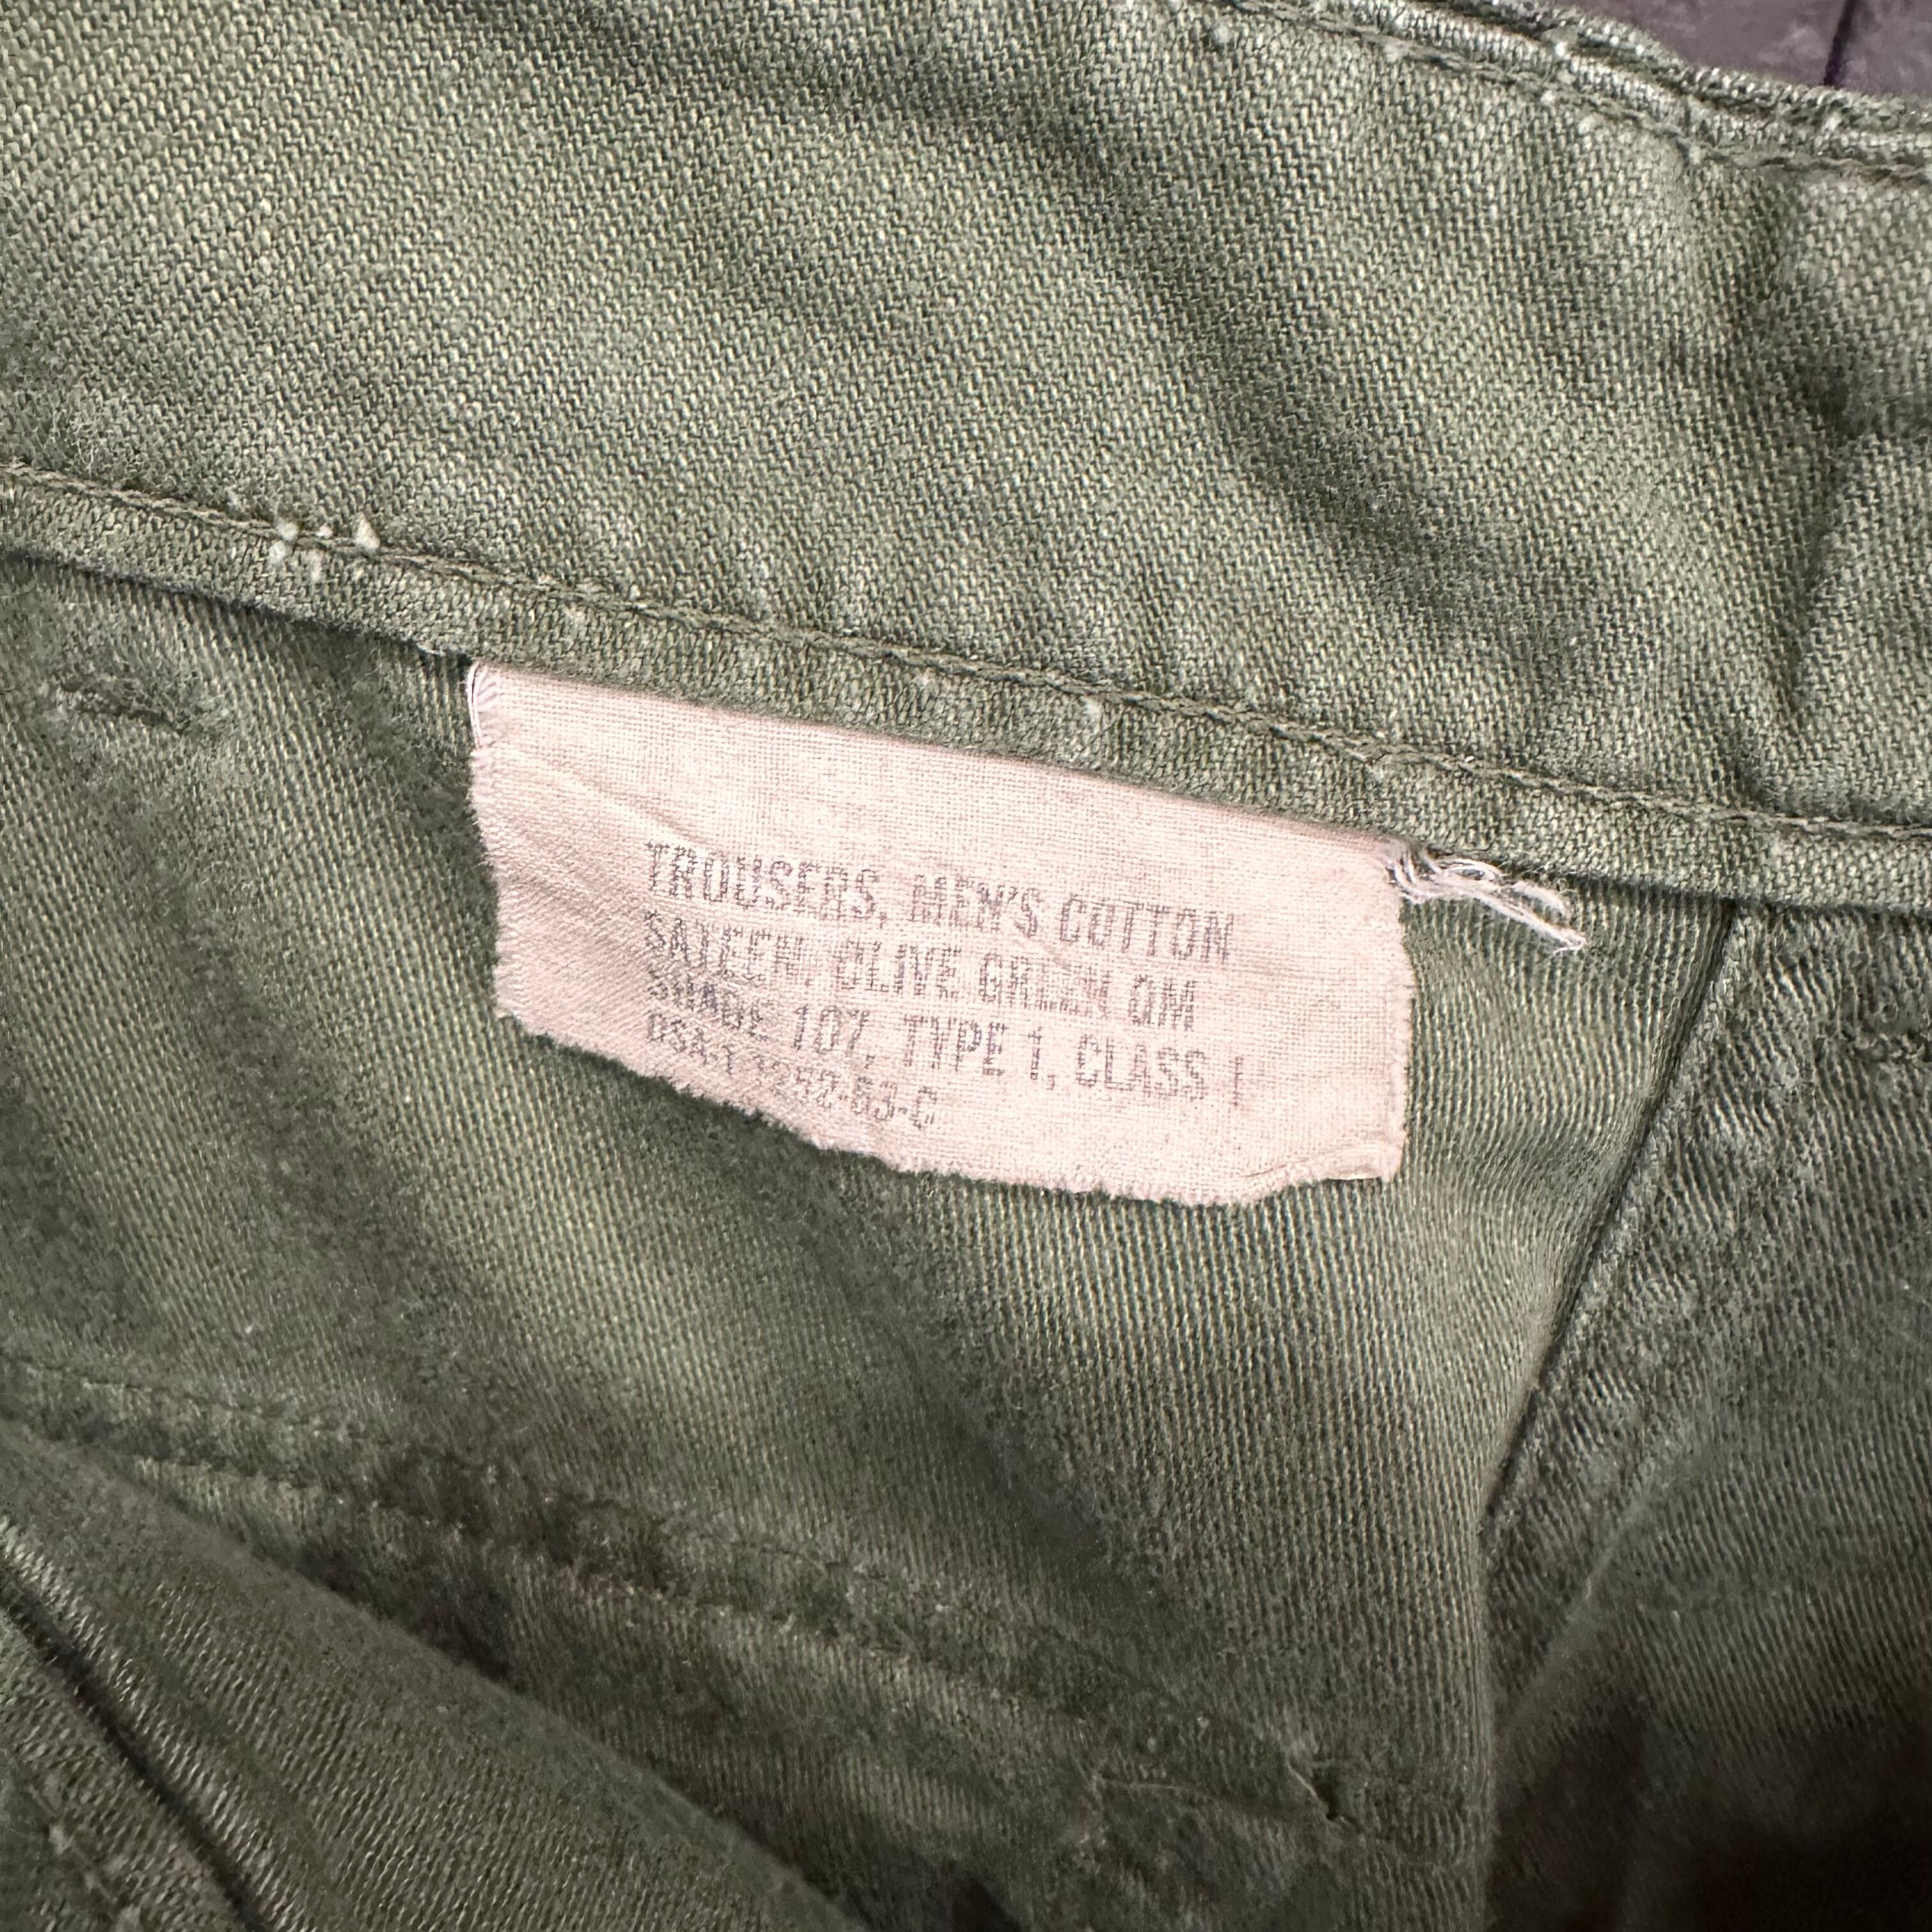 TROUSERS, MEN'S COTTON
SATEEN, OLIVE GREEN QM
SHADE 107, TYPE 1, CLASS 1